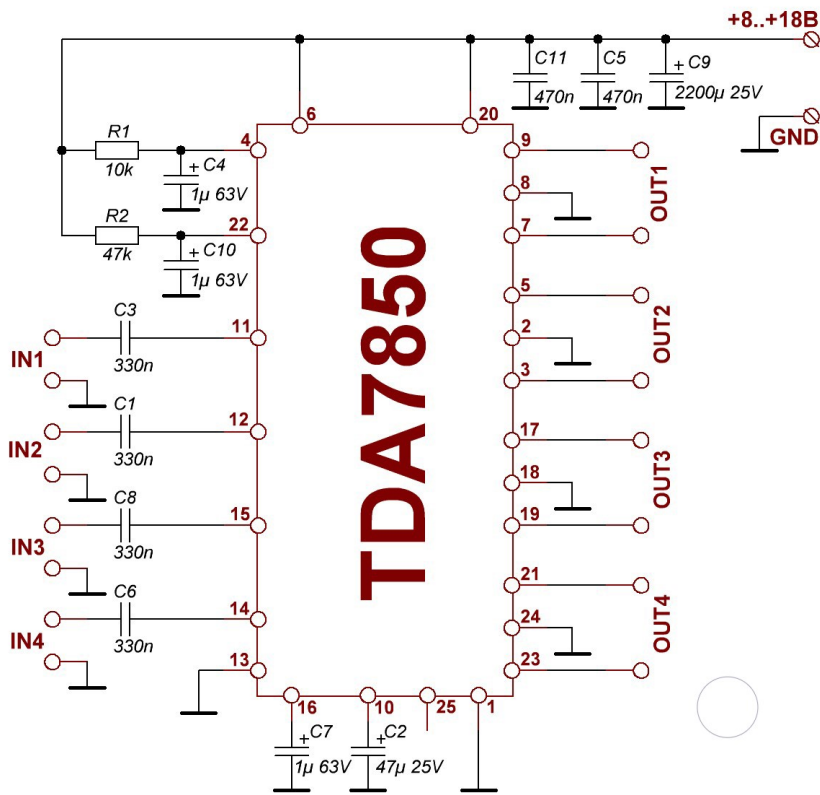 +8..+18В
C11
C5
+ C9
470n
470n
2200µ 25V
6
20
GND
R1
4
9
10k
+ C4
1µ 63V
8
OUT1
R2
22
7
47k
+ C10
1µ 63V
5
C3
11
2
OUT2
IN1
330n
3
C1
12
17
IN2
330n
18
OUT3
C8
15
19
IN3
330n
21
C6
14
24
OUT4
IN4
330n
13
23
TDA7850
16
10
25
1
+C7
+C2
1µ 63V
47µ 25V